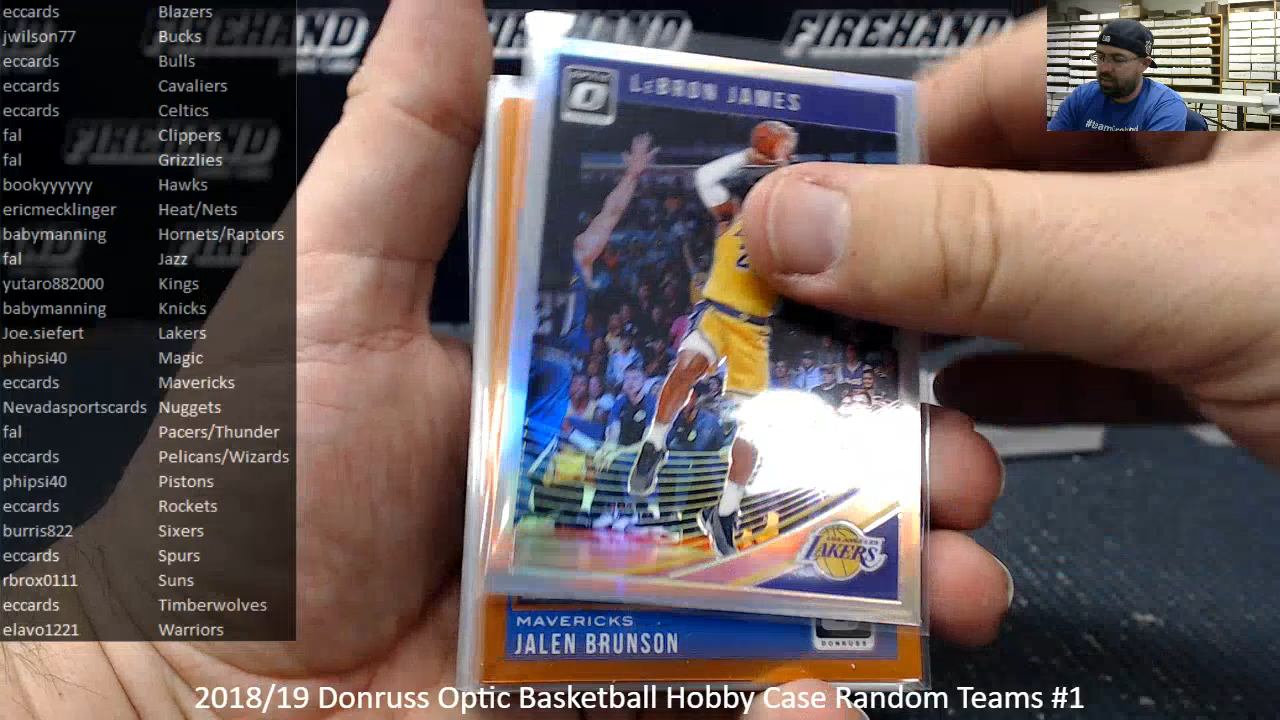 eccards Blazers
jwilson77 Bucks
eccards Bulls
eccards Cavaliers
eccards Celtics
fal Clippers
fal Grizzlies
bookyyyyyy Hawks
ericmecklinger Heat/Nets
babymanning Hornets/Raptors
fal Jazz
yutaro882000 Kings
babymanning Knicks
Joe.siefert Lakers
phipsi40 Magic
eccards Mavericks
Nevadasportscards Nuggets
fal Pacers/Thunder
eccards Pelicans/Wizards
phipsi40 Pistons
eccards Rockets
burris822 Sixers
eccards Spurs
rbrox0111 Suns
eccards Timberwolves
elavo1221 Warriors
FIREHAND
FIREHAND
FIREHAND
LEBRON JAMES
LAKERS
MAVERICKS
JALEN BRUNSON
DONRUSS
2018/19 Donruss Optic Basketball Hobby Case Random Teams #1